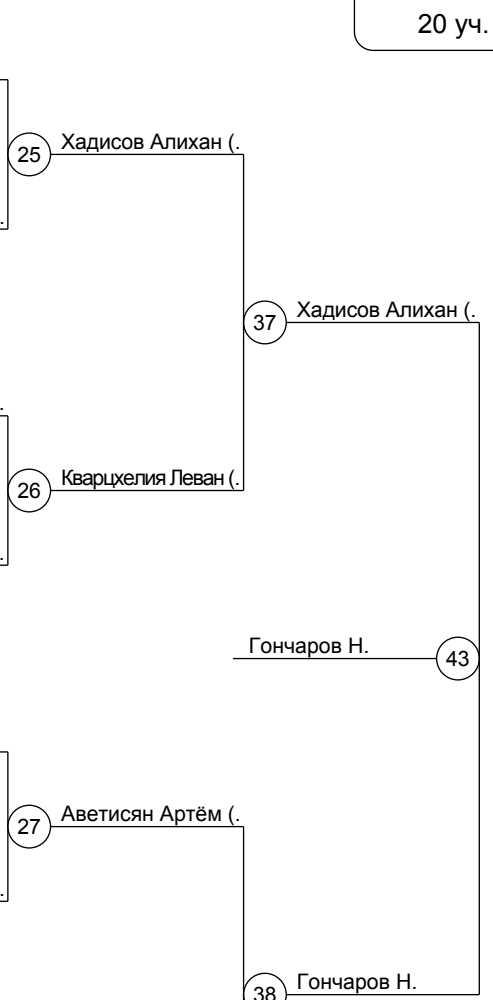 20 уч.
25 Хадисов Алихан (.
37 Хадисов Алихан (.
26 Кварцхелия Леван (.
Гончаров Н. 43
27 Аветисян Артём (.
38 Гончаров Н.